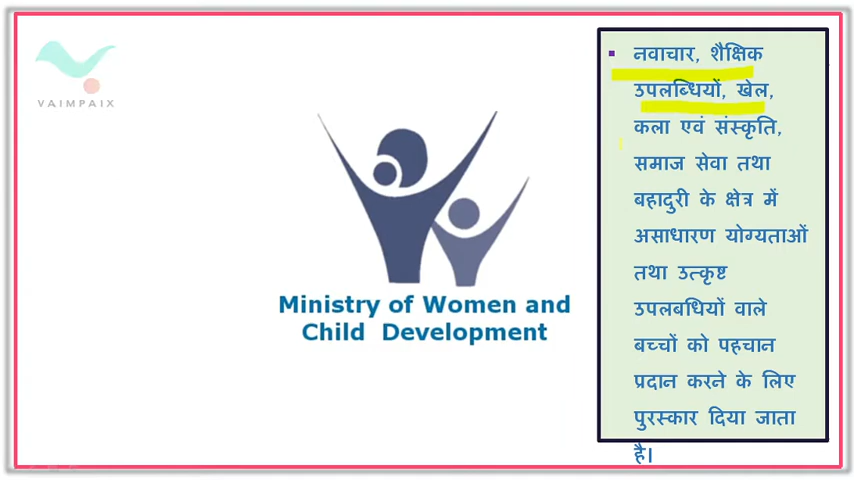 VAIMPAIX
Ministry of Women and
Child Development
नवाचार, शैक्षिक
उपलब्धियों, खेल,
कला एवं संस्कृति,
समाज सेवा तथा
बहादुरी के क्षेत्र में
असाधारण योग्यताओं
तथा उत्कृष्ट
उपलबधियों वाले
बच्चों को पहचान
प्रदान करने के लिए
पुरस्कार दिया जाता
है।